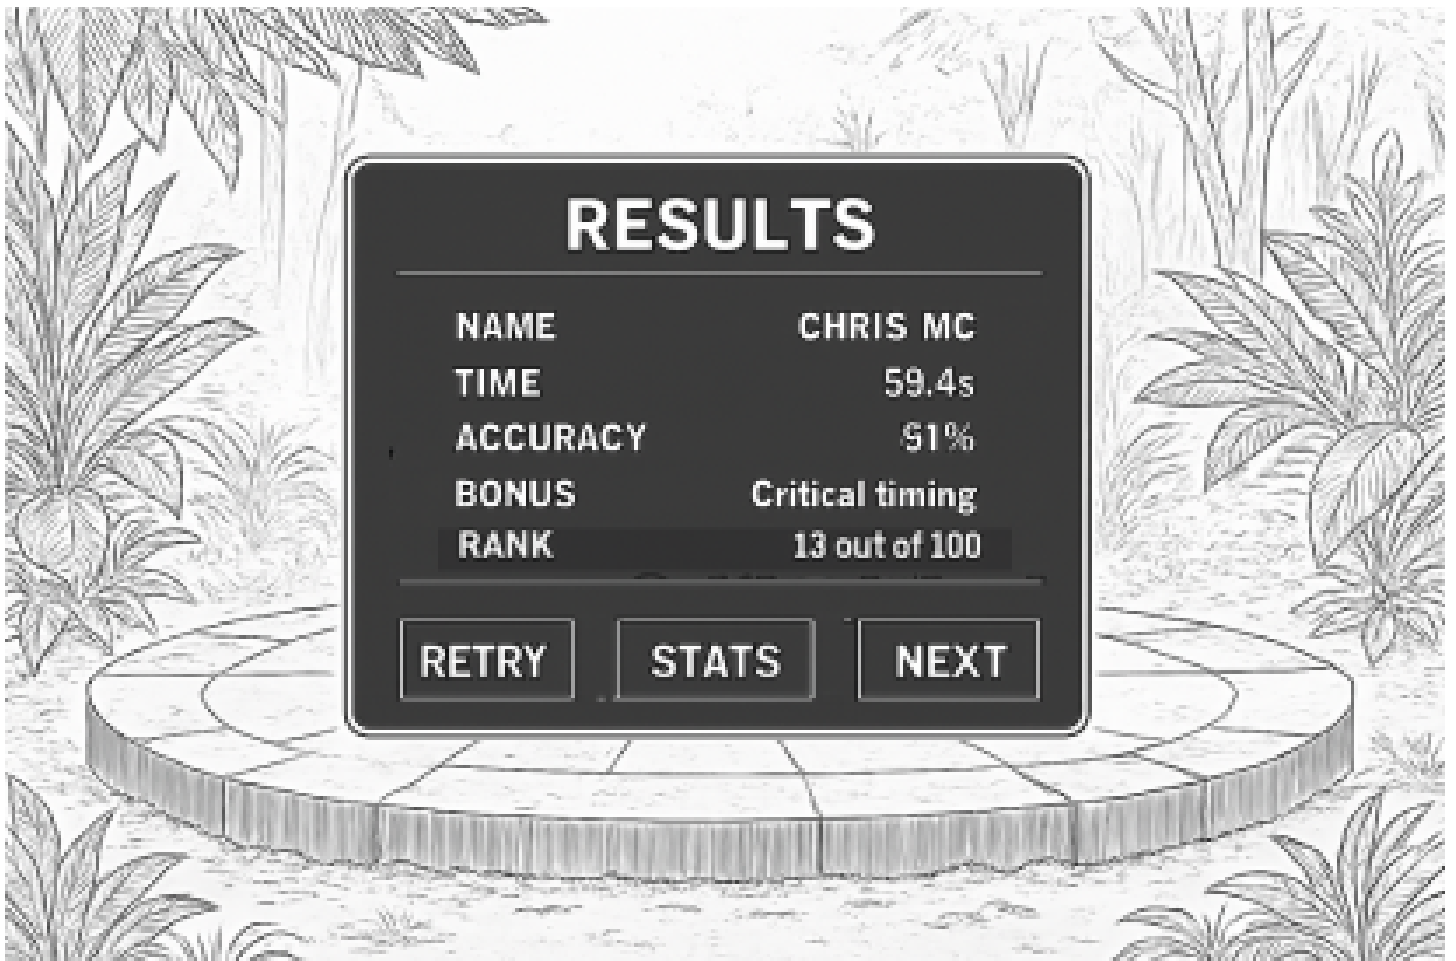 RESULTS
NAME CHRIS MC
TIME 59.4s
ACCURACY
BONUS Critical timing
RANK 13 out of 100
RETRY STATS NEXT